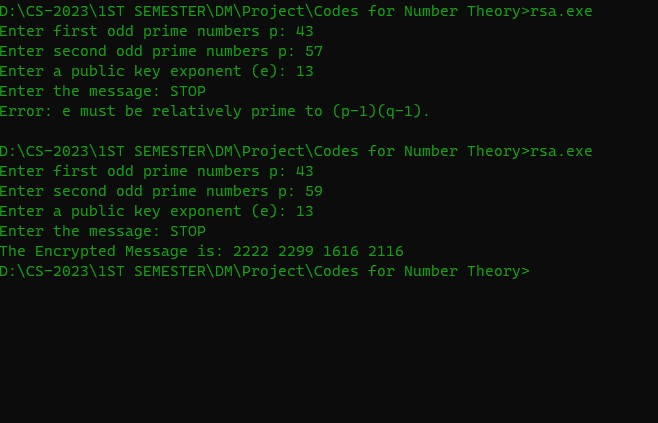 D:\CS-2023\1ST SEMESTER\DM\Project\Codes for Number Theory>rsa.exe
Enter first odd prime numbers p: 43
Enter second odd prime numbers p: 57
Enter a public key exponent (e): 13
Enter the message: STOP
Error: e must be relatively prime to (p-1)(q-1).
D:\CS-2023\1ST SEMESTER\DM\Project\Codes for Number Theory>rsa.exe
Enter first odd prime numbers p: 43
Enter second odd prime numbers p: 59
Enter a public key exponent (e): 13
Enter the message: STOP
The Encrypted Message is: 2222 2299 1616 2116
D:\CS-2023\1ST SEMESTER\DM\Project\Codes for Number Theory>